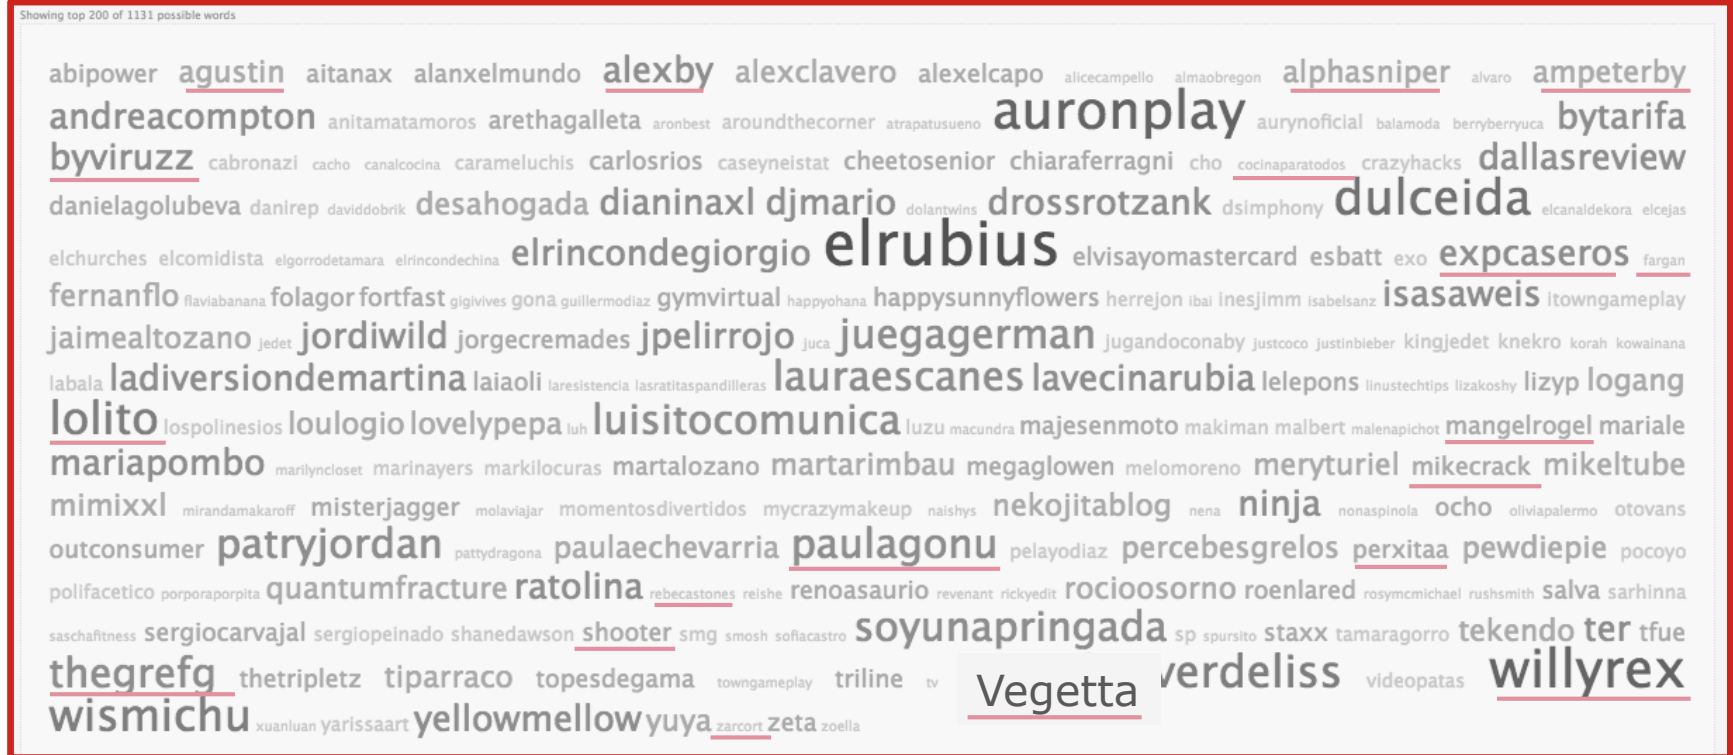 Showing top 200 of 1131 possible words
abipower agustin aitanax alanxelmundo alexby alexclavero alexelcapo alicecampello almaobregon alphasniper alvaro ampeterby
andreacompton anitamatamoros arethagalleta aronbest aroundthecorner atrapatusueno auronplay aurynoficial balamoda berryberryuca bytarifa
byviruzz cabronazi cacho canalcocina carameluchis carlosrios caseyneistat cheetosenior chiaraferragni cho cocinaparatodos crazyhacks dallasreview
danielagolubeva danirep daviddobrik desahogada dianinaxl djmario dolantwins drossrotzank dsimphony dulceida elcanaldekora elcejas
elchurches elcomidista elgorrodetamara elrincondechina elrincondegiorgio elrubius elvisayomastercard esbatt exo expcaseros fargan
fernanflo flaviabanana folagor fortfast gigivives gona guillermodiaz gymvirtual happyohana happysunnyflowers herrejon ibai inesjimm isabelsanz isasaweis itowngameplay
jaimealtozano jedet jordiwild jorgecremades jpelirrojo juca juegagerman jugandoconaby justcoco justinbieber kingjedet knekro korah kowainana
labala ladiversiondemartina laiaoli laresistencia lasratitaspandilleras lauraescanes lavecinarubia lelepons linustechtips lizakoshy lizyp logang
lolito lospolinesios loulogio lovelypepa luh luisitocomunica luzu macundra majesenmoto makiman malbert malenapichot mangelrogel mariale
mariapombo marilyncloset marinayers markilocuras martalozano martarimbau megaglowen melomoreno meryturiel mikecrack mikeltube
mimixxl mirandamakaroff misterjagger molaviajar momentosdivertidos mycrazymakeup naishys nekojitablog nena ninja nonaspinola ocho oliviapalermo otovans
outconsumer patryjordan pattydragona paulaechevarria paulagonu pelayodiaz percebesgrelos perxitaa pewdiepie pocoyo
polifacetico porporaporpita quantumfracture ratolina rebecastones reishe renoasaurio revenant rickyedit rocioosorno roenlared rosymcmichael rushsmith salva sarhinna
saschafitness sergiocarvajal sergiopeinado shanedawson shooter smg smosh sofiacastro soyunapringada sp spursito staxx tamaragorro tekendo ter tfue
thegrefg thetripletz tiparraco topesdegama towngameplay triline tv Vegetta verdeliss videopatas willyrex
wismichu xuanluan yarissaart yellowmellow yuya zarcort zeta zoella